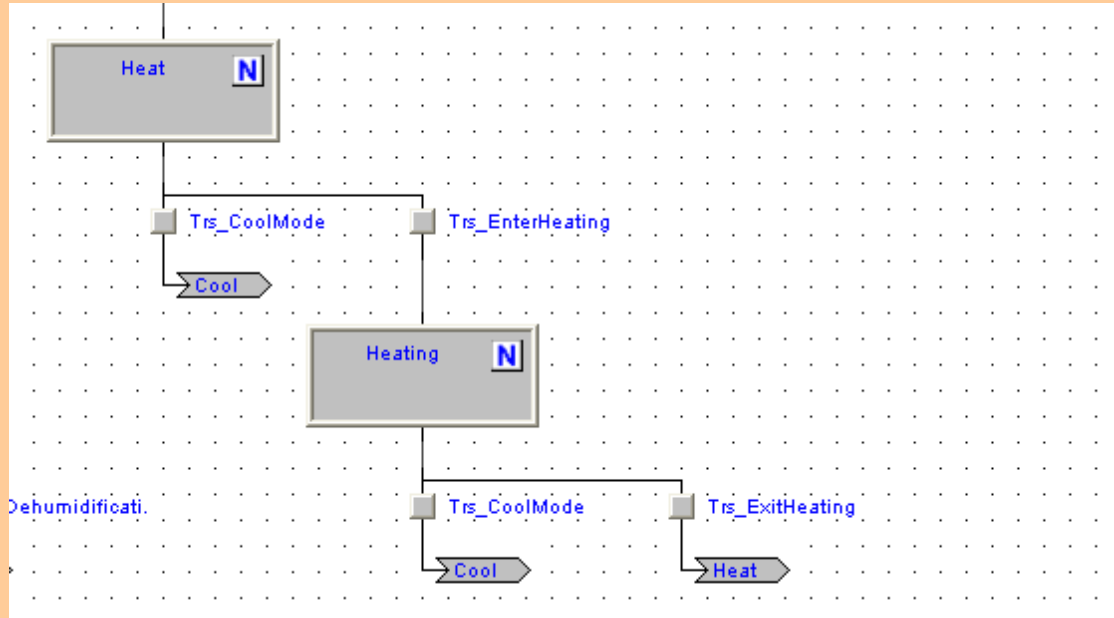 Heat N
Trs_CoolMode Trs_EnterHeating
Cool
Heating N
Dehumidificati. Trs_CoolMode Trs_ExitHeating
Cool Heat